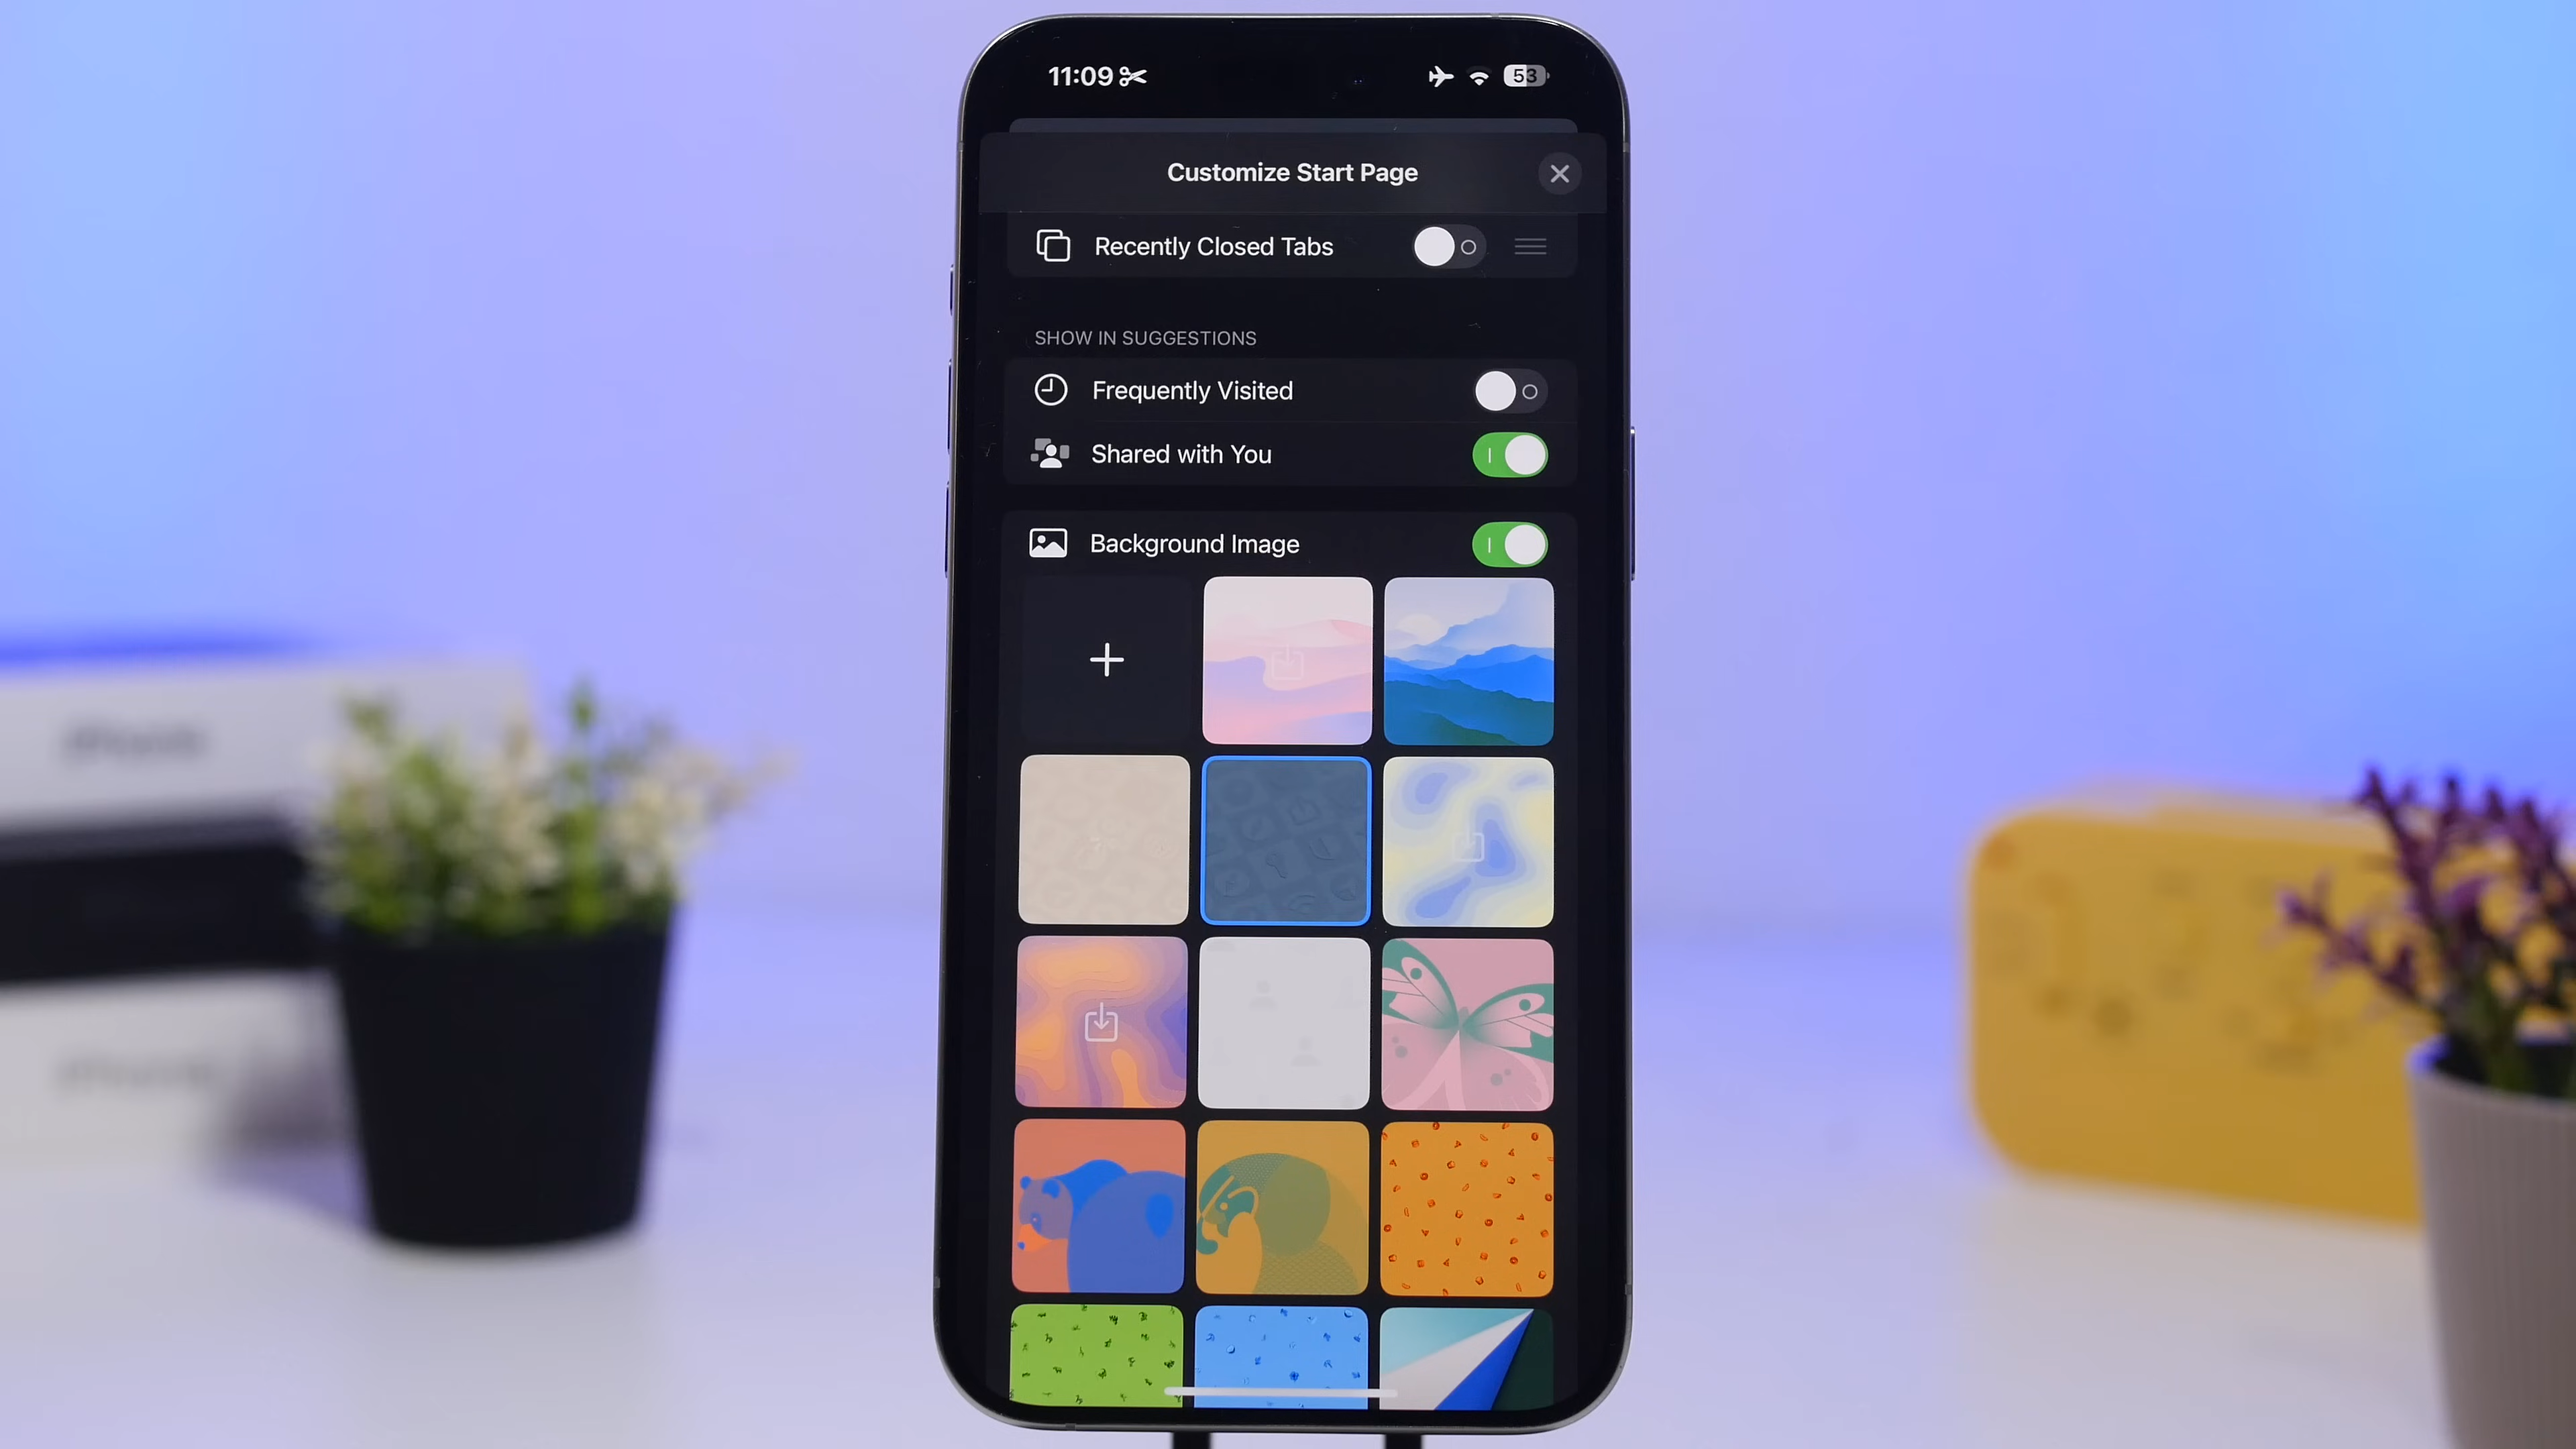 11:09
53
Customize Start Page
Recently Closed Tabs
SHOW IN SUGGESTIONS
Frequently Visited
Shared with You
Background Image